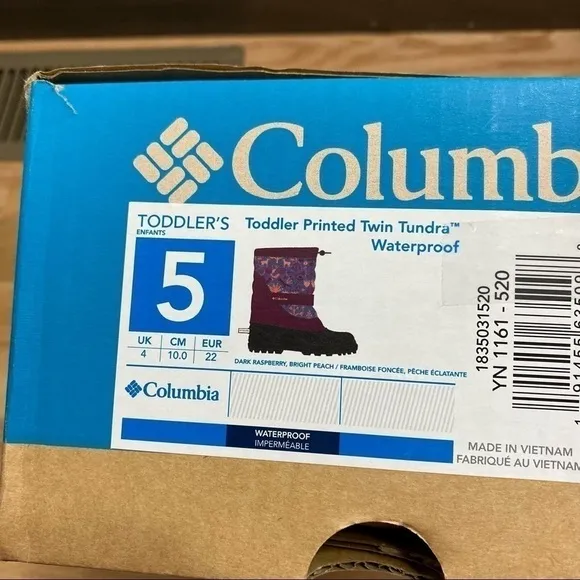 Columb
TODDLER'S
ENFANTS
5
Toddler Printed Twin Tundra™
Waterproof
UK CM EUR
4 10.0 22
DARK RASPBERRY, BRIGHT PEACH / FRAMBOISE FONCÉE, PÊCHE ÉCLATANTE
Columbia
WATERPROOF
IMPERMÉABLE
1835031520
YN 1161 - 520
MADE IN VIETNAM
FABRIQUÉ AU VIETNAM